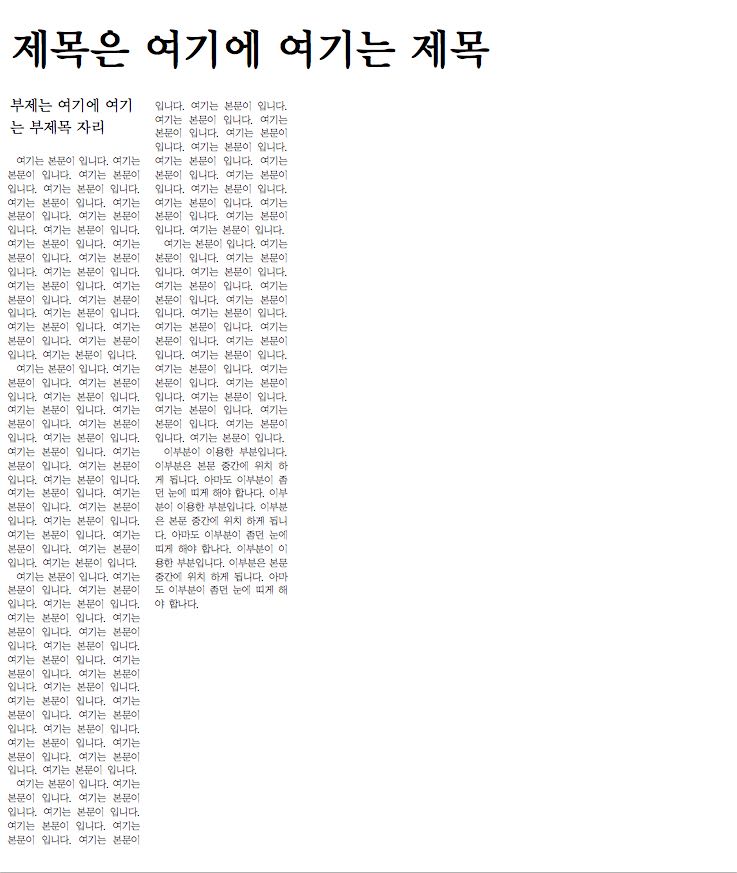 제목은 여기에 여기는 제목
부제는 여기에 여기
는 부제목 자리
여기는 본문이 입니다. 여기는
본문이 입니다. 여기는 본문이
입니다. 여기는 본문이 입니다.
여기는 본문이 입니다. 여기는
본문이 입니다. 여기는 본문이
입니다. 여기는 본문이 입니다.
여기는 본문이 입니다. 여기는
본문이 입니다. 여기는 본문이
입니다. 여기는 본문이 입니다.
여기는 본문이 입니다. 여기는
본문이 입니다. 여기는 본문이
입니다. 여기는 본문이 입니다.
여기는 본문이 입니다. 여기는
본문이 입니다. 여기는 본문이
입니다. 여기는 본문이 입니다.
여기는 본문이 입니다. 여기는
본문이 입니다. 여기는 본문이
입니다. 여기는 본문이 입니다.
여기는 본문이 입니다. 여기는
본문이 입니다. 여기는 본문이
입니다. 여기는 본문이 입니다.
여기는 본문이 입니다. 여기는
본문이 입니다. 여기는 본문이
입니다. 여기는 본문이 입니다.
여기는 본문이 입니다. 여기는
본문이 입니다. 여기는 본문이
입니다. 여기는 본문이 입니다.
여기는 본문이 입니다. 여기는
본문이 입니다. 여기는 본문이
입니다. 여기는 본문이 입니다.
여기는 본문이 입니다. 여기는
본문이 입니다. 여기는 본문이
입니다. 여기는 본문이 입니다.
여기는 본문이 입니다. 여기는
본문이 입니다. 여기는 본문이
입니다. 여기는 본문이 입니다.
여기는 본문이 입니다. 여기는
본문이 입니다. 여기는 본문이
입니다. 여기는 본문이 입니다.
여기는 본문이 입니다. 여기는
본문이 입니다. 여기는 본문이
입니다. 여기는 본문이 입니다.
여기는 본문이 입니다. 여기는
본문이 입니다. 여기는 본문이
입니다. 여기는 본문이 입니다.
여기는 본문이 입니다. 여기는
본문이 입니다. 여기는 본문이
입니다. 여기는 본문이 입니다.
여기는 본문이 입니다. 여기는
본문이 입니다. 여기는 본문이
입니다. 여기는 본문이 입니다.
여기는 본문이 입니다. 여기는
본문이 입니다. 여기는 본문이
입니다. 여기는 본문이 입니다.
여기는 본문이 입니다. 여기는
본문이 입니다. 여기는 본문이
입니다. 여기는 본문이 입니다.
여기는 본문이 입니다. 여기는
본문이 입니다. 여기는 본문이
입니다. 여기는 본문이 입니다.
여기는 본문이 입니다. 여기는
본문이 입니다. 여기는 본문이
입니다. 여기는 본문이 입니다.
여기는 본문이 입니다. 여기는
본문이 입니다. 여기는 본문이
입니다. 여기는 본문이 입니다.
여기는 본문이 입니다. 여기는
본문이 입니다. 여기는 본문이
입니다. 여기는 본문이 입니다.
여기는 본문이 입니다. 여기는
본문이 입니다. 여기는 본문이
입니다. 여기는 본문이 입니다.
여기는 본문이 입니다. 여기는
본문이 입니다. 여기는 본문이
입니다. 여기는 본문이 입니다.
이부분이 이용한 부분입니다.
이부분은 본문 중간에 위치 하
게 됩니다. 아마도 이부분이 좀
던 눈에 띠게 해야 합나다. 이부
분이 이용한 부분입니다. 이부분
은 본문 중간에 위치 하게 됩니
다. 아마도 이부분이 좀던 눈에
띠게 해야 합나다. 이부분이 이
용한 부분입니다. 이부분은 본문
중간에 위치 하게 됩니다. 아마
도 이부분이 좀던 눈에 띠게 해
야 합나다.